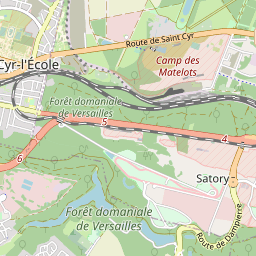 Route de Saint Cyr
Cyr-l'École
Camp des
Matelots
Forêt domaniale
de Versailles
5
4
6
Satory
Forêt domaniale
de Versailles
Route de Dampierre